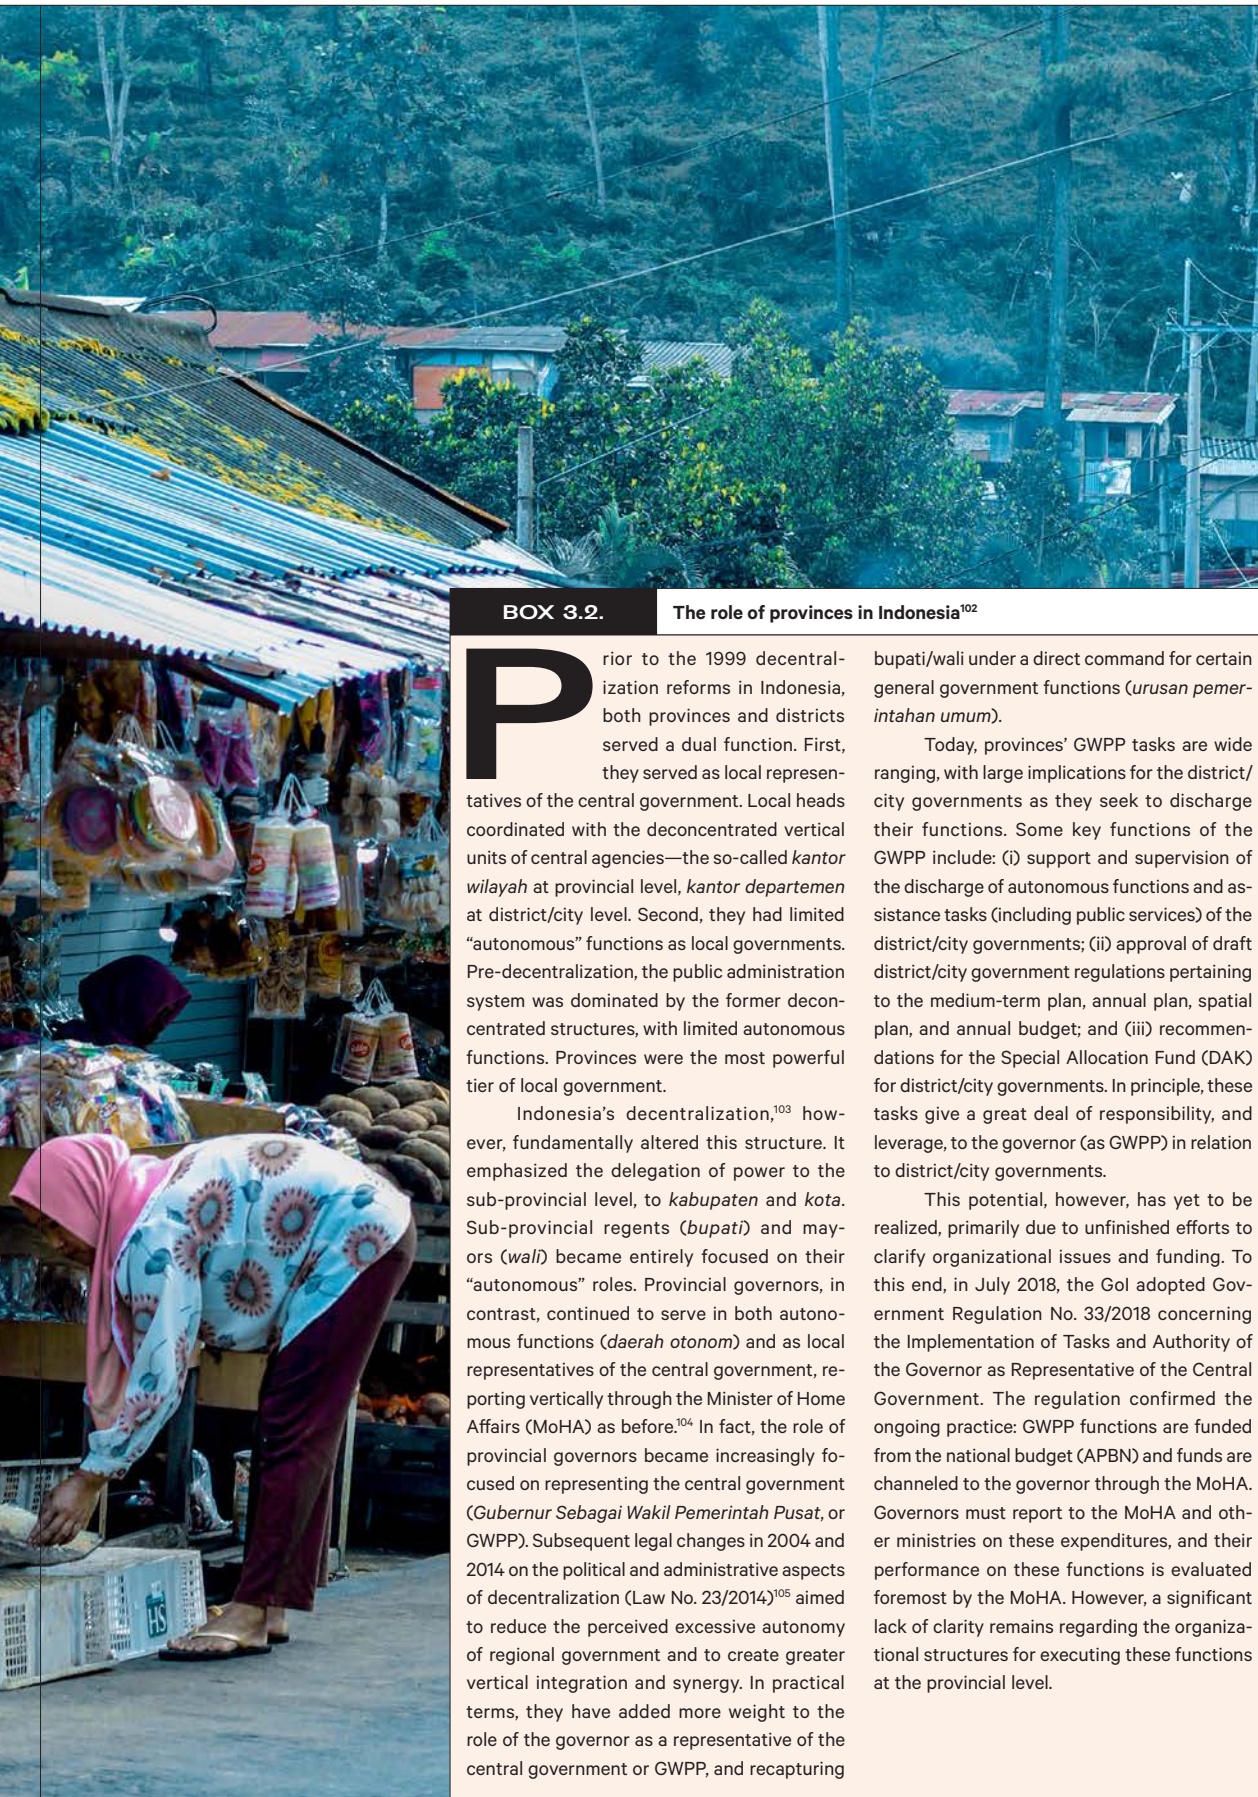 BOX 3.2.
The role of provinces in Indonesia102
Prior to the 1999 decentral-
ization reforms in Indonesia,
both provinces and districts
served a dual function. First,
they served as local represen-
tatives of the central government. Local heads
coordinated with the deconcentrated vertical
units of central agencies—the so-called kantor
wilayah at provincial level, kantor departemen
at district/city level. Second, they had limited
“autonomous” functions as local governments.
Pre-decentralization, the public administration
system was dominated by the former decon-
centrated structures, with limited autonomous
functions. Provinces were the most powerful
tier of local government.
Indonesia’s decentralization,103 how-
ever, fundamentally altered this structure. It
emphasized the delegation of power to the
sub-provincial level, to kabupaten and kota.
Sub-provincial regents (bupati) and may-
ors (wali) became entirely focused on their
“autonomous” roles. Provincial governors, in
contrast, continued to serve in both autono-
mous functions (daerah otonom) and as local
representatives of the central government, re-
porting vertically through the Minister of Home
Affairs (MoHA) as before.104 In fact, the role of
provincial governors became increasingly fo-
cused on representing the central government
(Gubernur Sebagai Wakil Pemerintah Pusat, or
GWPP). Subsequent legal changes in 2004 and
2014 on the political and administrative aspects
of decentralization (Law No. 23/2014)105 aimed
to reduce the perceived excessive autonomy
of regional government and to create greater
vertical integration and synergy. In practical
terms, they have added more weight to the
role of the governor as a representative of the
central government or GWPP, and recapturing
bupati/wali under a direct command for certain
general government functions (urusan pemer-
intahan umum).
Today, provinces’ GWPP tasks are wide
ranging, with large implications for the district/
city governments as they seek to discharge
their functions. Some key functions of the
GWPP include: (i) support and supervision of
the discharge of autonomous functions and as-
sistance tasks (including public services) of the
district/city governments; (ii) approval of draft
district/city government regulations pertaining
to the medium-term plan, annual plan, spatial
plan, and annual budget; and (iii) recommen-
dations for the Special Allocation Fund (DAK)
for district/city governments. In principle, these
tasks give a great deal of responsibility, and
leverage, to the governor (as GWPP) in relation
to district/city governments.
This potential, however, has yet to be
realized, primarily due to unfinished efforts to
clarify organizational issues and funding. To
this end, in July 2018, the GoI adopted Gov-
ernment Regulation No. 33/2018 concerning
the Implementation of Tasks and Authority of
the Governor as Representative of the Central
Government. The regulation confirmed the
ongoing practice: GWPP functions are funded
from the national budget (APBN) and funds are
channeled to the governor through the MoHA.
Governors must report to the MoHA and oth-
er ministries on these expenditures, and their
performance on these functions is evaluated
foremost by the MoHA. However, a significant
lack of clarity remains regarding the organiza-
tional structures for executing these functions
at the provincial level.
HS